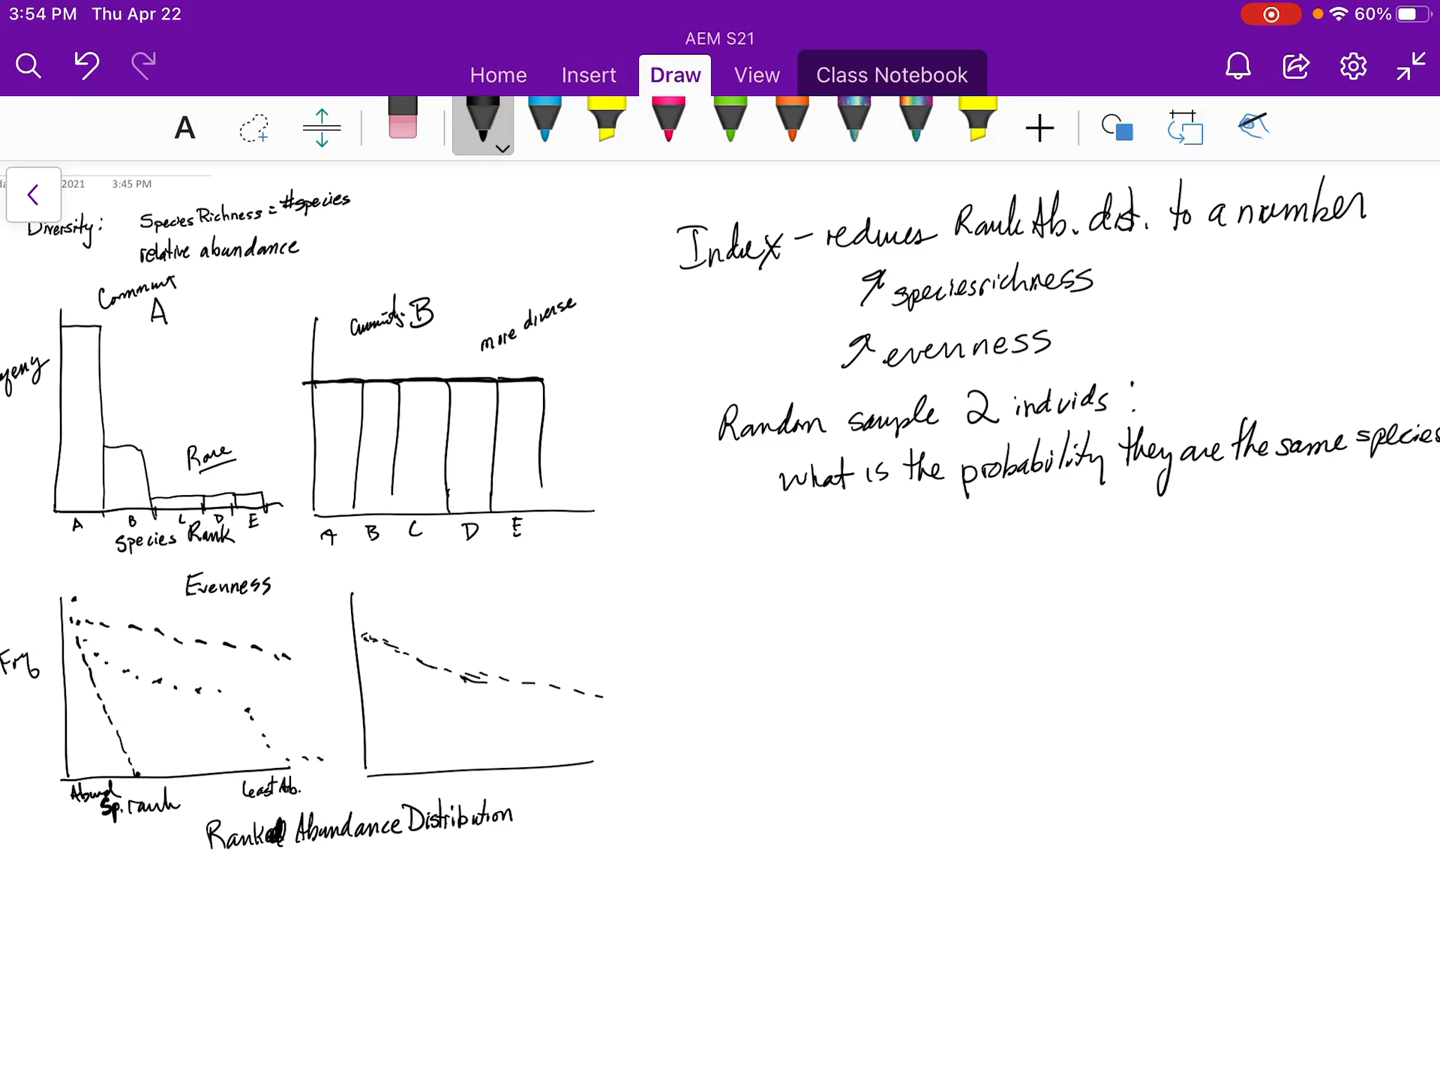 3:54 PM Thu Apr 22
60%
AEM S21
Home Insert Draw View Class Notebook
A
2021 3:45 PM
Diversity: Species Richness = #species
relative abundance
Communit
A
Rare
A B C D E
Species Rank
B
more diverse
A B C D E
Evenness
Frq
Abund
Sp. rank
Least Ab.
Ranked Abundance Distribution
Index - reduces Rank Ab. dist. to a number
↑ species richness
↑ evenness
Random sample 2 individs :
what is the probability they are the same species